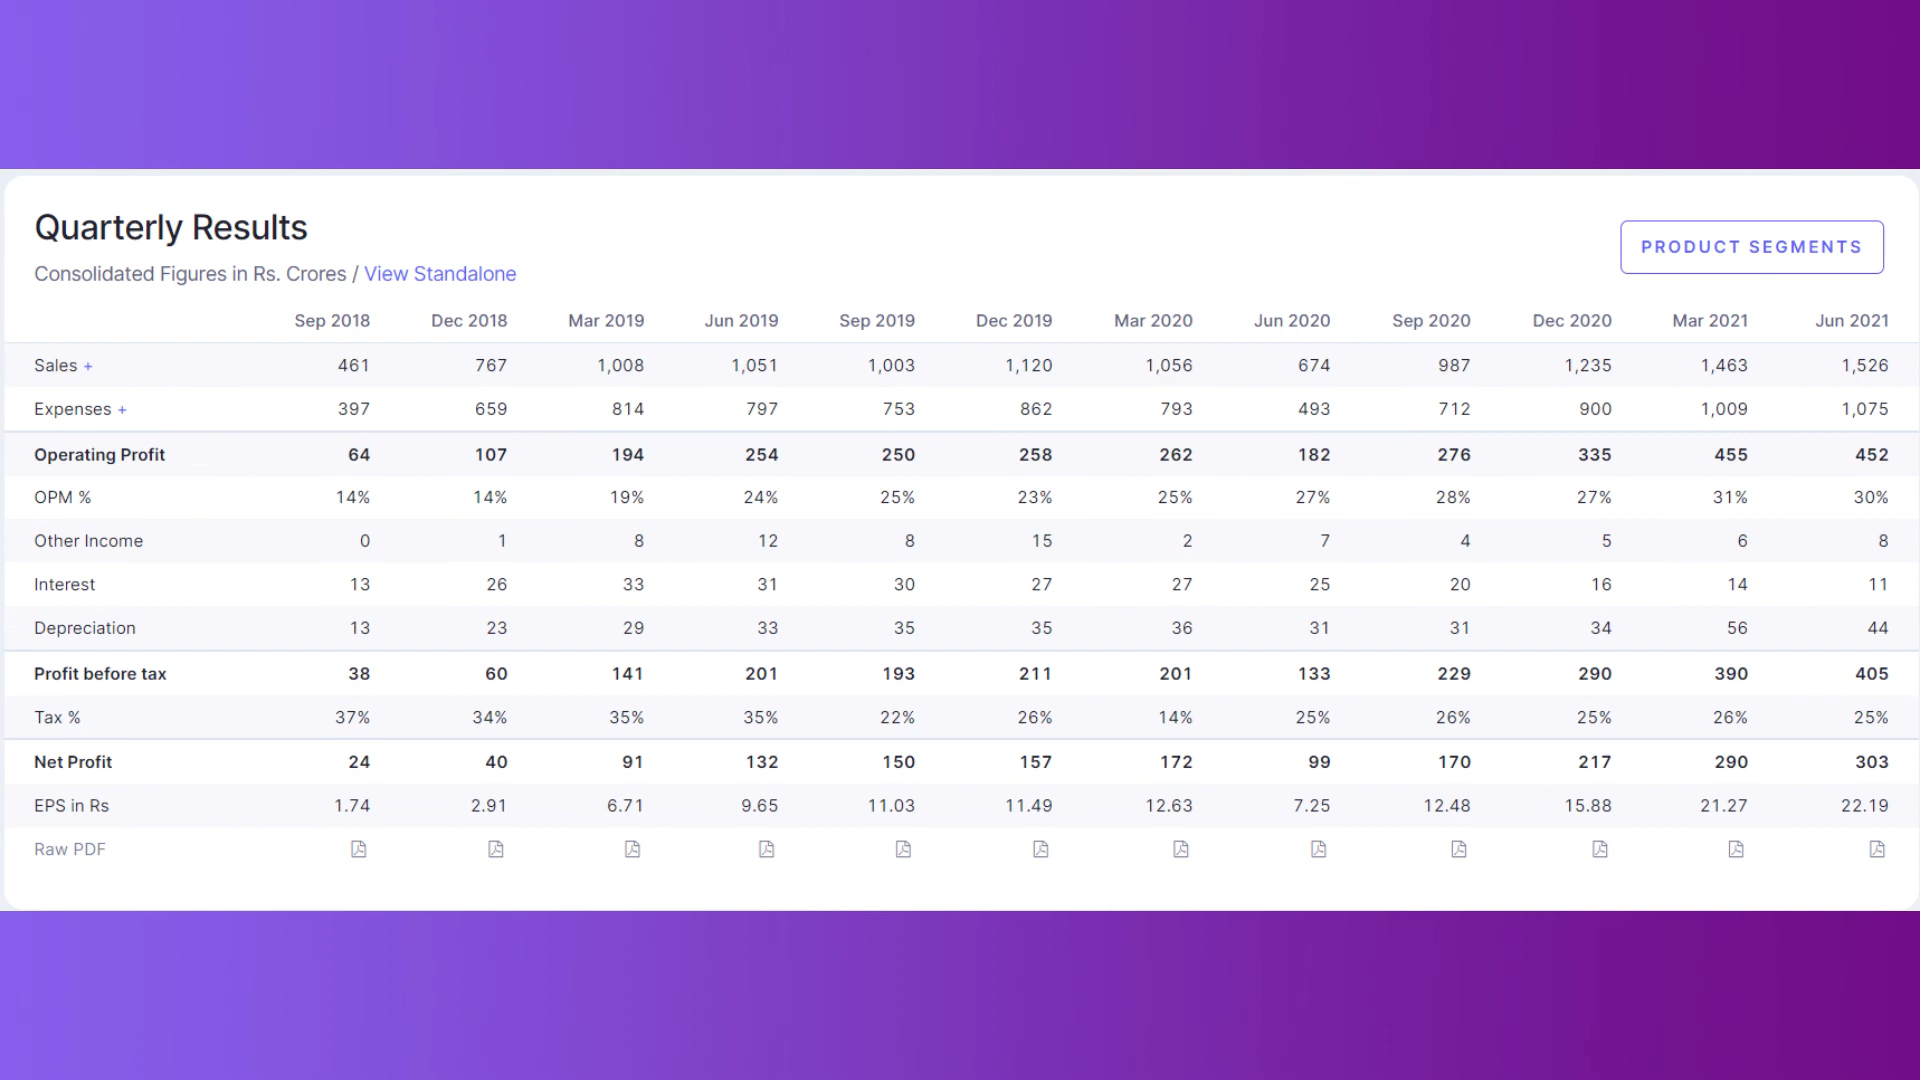 Quarterly Results
PRODUCT SEGMENTS
Consolidated Figures in Rs. Crores / View Standalone
Sep 2018 Dec 2018 Mar 2019 Jun 2019 Sep 2019 Dec 2019 Mar 2020 Jun 2020 Sep 2020 Dec 2020 Mar 2021 Jun 2021
Sales + 461 767 1,008 1,051 1,003 1,120 1,056 674 987 1,235 1,463 1,526
Expenses + 397 659 814 797 753 862 793 493 712 900 1,009 1,075
Operating Profit 64 107 194 254 250 258 262 182 276 335 455 452
OPM % 14% 14% 19% 24% 25% 23% 25% 27% 28% 27% 31% 30%
Other Income 0 1 8 12 8 15 2 7 4 5 6 8
Interest 13 26 33 31 30 27 27 25 20 16 14 11
Depreciation 13 23 29 33 35 35 36 31 31 34 56 44
Profit before tax 38 60 141 201 193 211 201 133 229 290 390 405
Tax % 37% 34% 35% 35% 22% 26% 14% 25% 26% 25% 26% 25%
Net Profit 24 40 91 132 150 157 172 99 170 217 290 303
EPS in Rs 1.74 2.91 6.71 9.65 11.03 11.49 12.63 7.25 12.48 15.88 21.27 22.19
Raw PDF